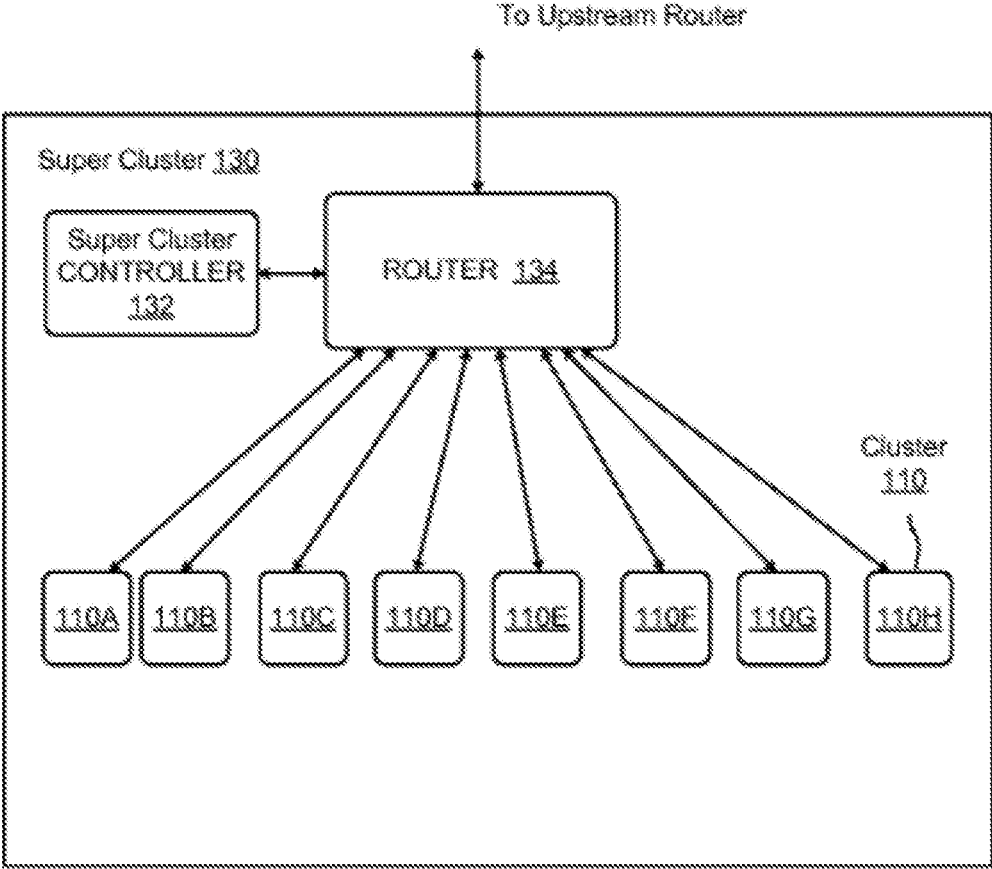 To Upstream Router
Super Cluster 130
Super Cluster
CONTROLLER
132
ROUTER 134
Cluster
110
110A 110B 110C 110D 110E 110F 110G 110H